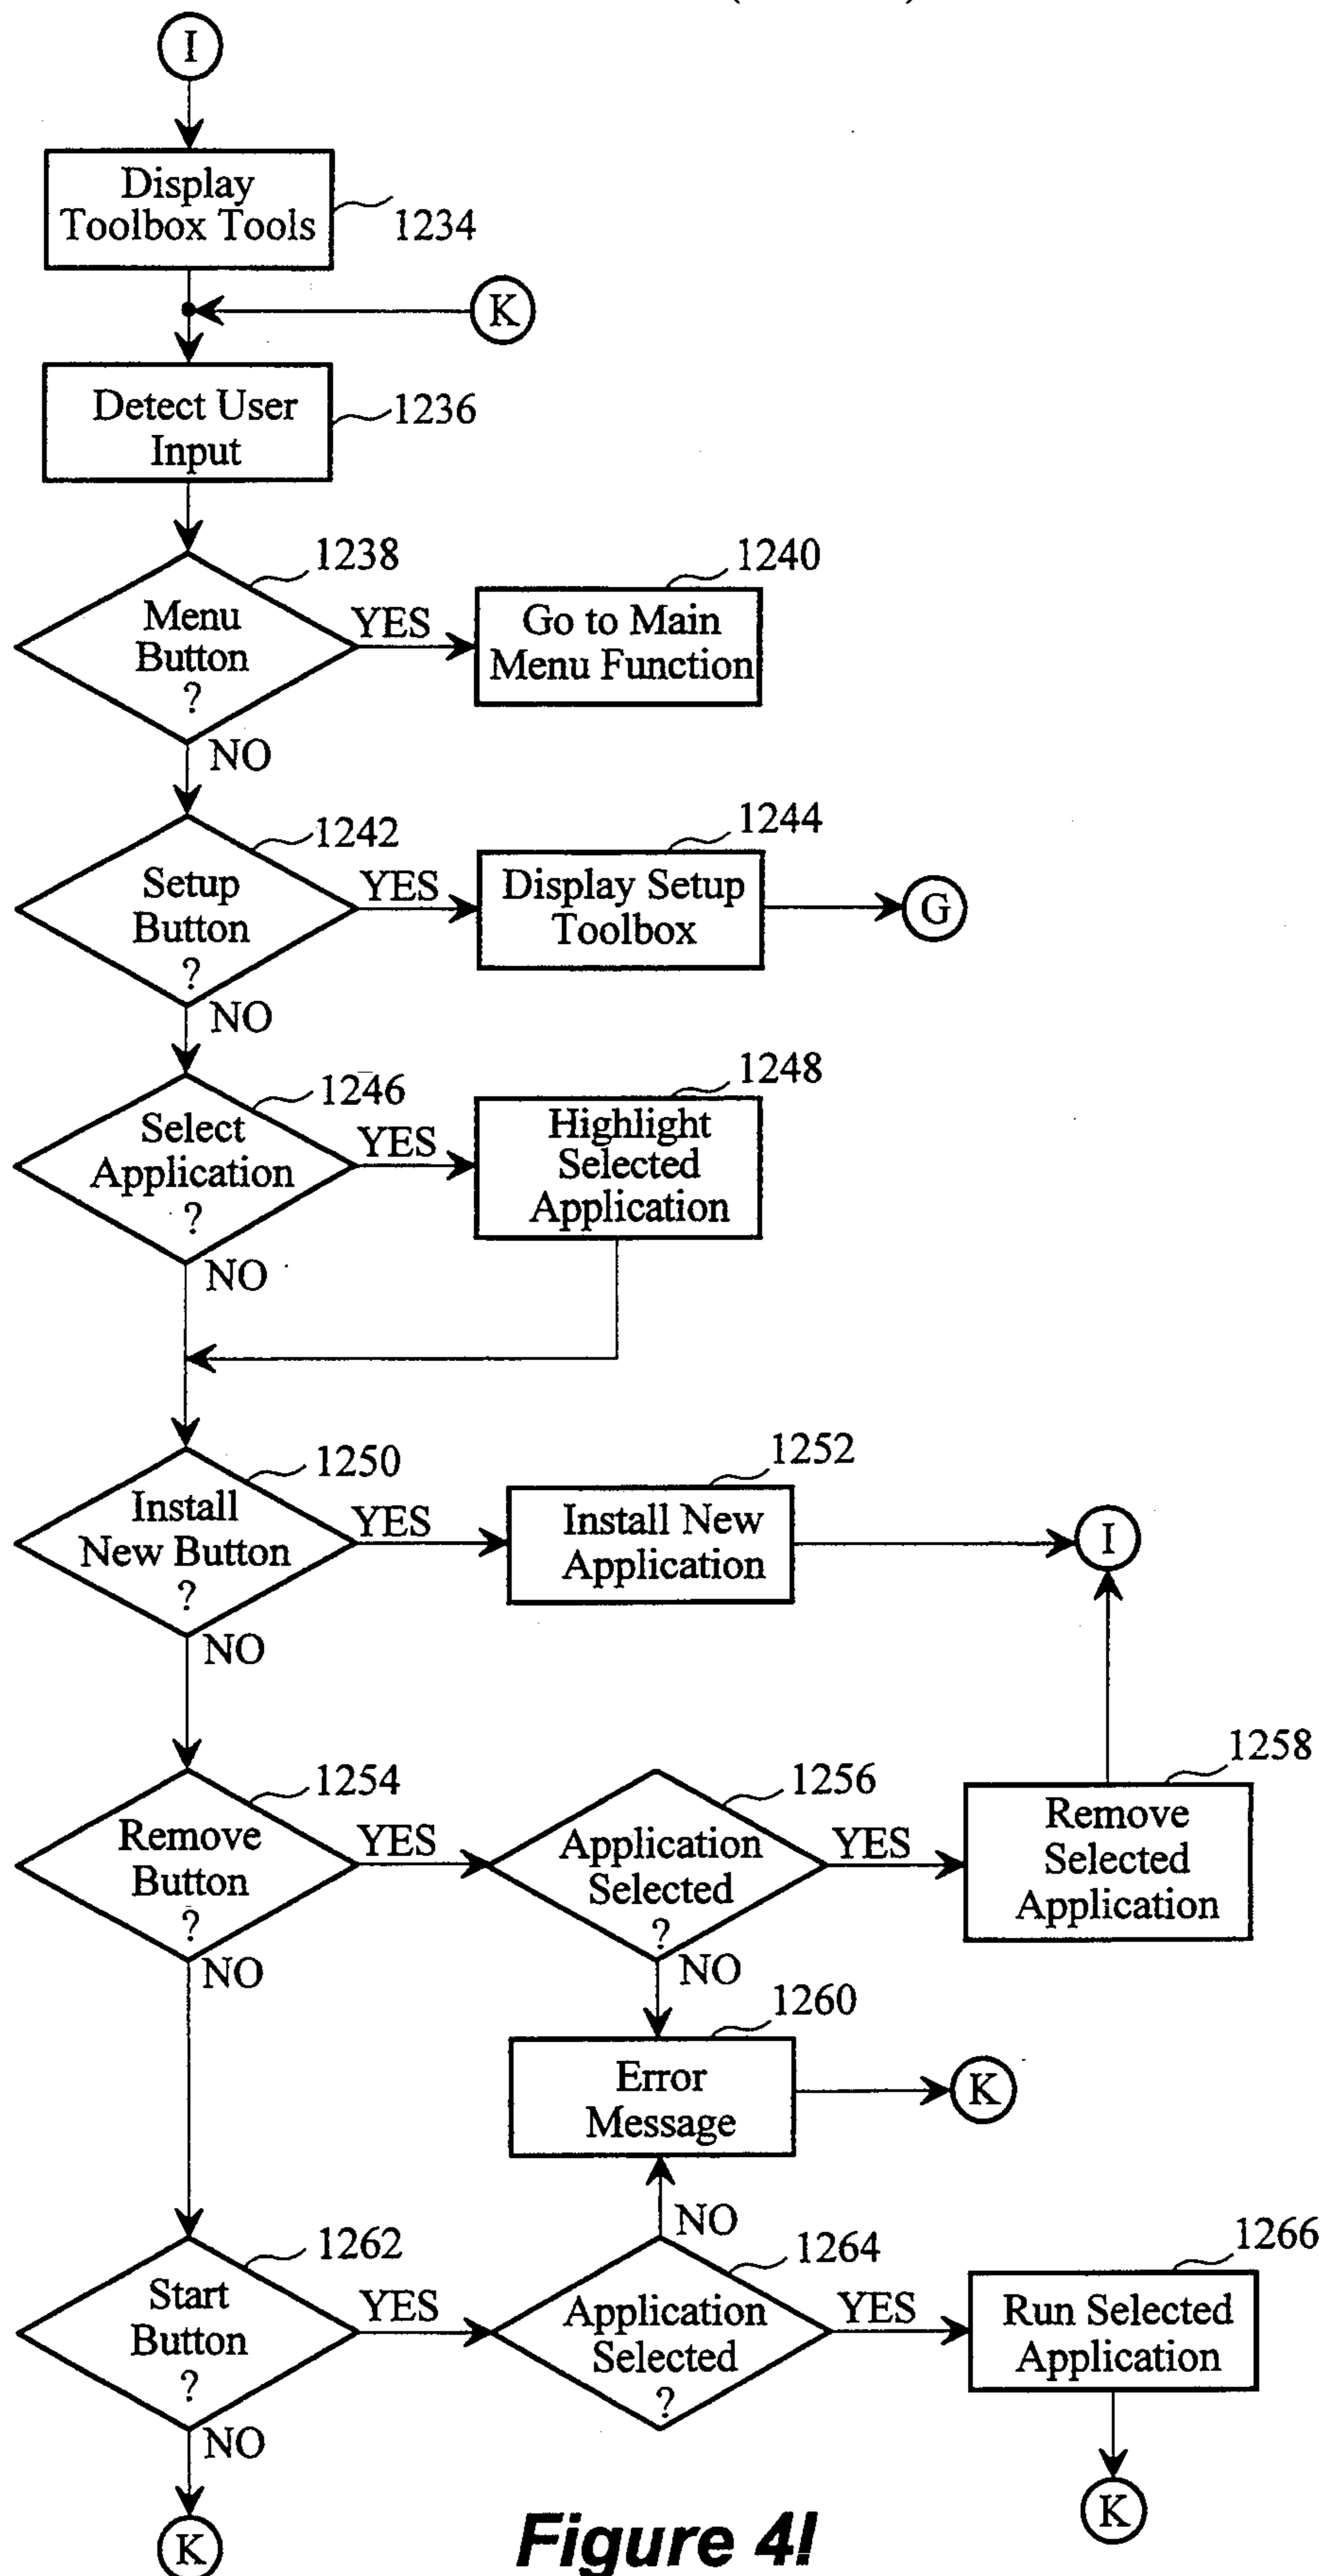 I
Display
Toolbox Tools
1234
K
Detect User
Input
1236
1238
Menu
Button
?
YES
NO
1240
Go to Main
Menu Function
1242
Setup
Button
?
YES
NO
1244
Display Setup
Toolbox
G
1246
Select
Application
?
YES
NO
1248
Highlight
Selected
Application
1250
Install
New Button
?
YES
NO
1252
Install New
Application
I
1254
Remove
Button
?
YES
NO
1256
Application
Selected
?
YES
NO
1258
Remove
Selected
Application
1260
Error
Message
K
1262
Start
Button
?
YES
NO
1264
Application
Selected
?
NO
YES
1266
Run Selected
Application
K
K
Figure 4I